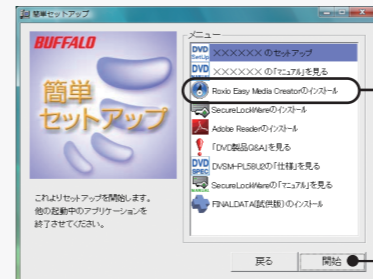 簡単セットアップ
BUFFALO
簡単
セットアップ
これよりセットアップを開始します。
他の起動中のアプリケーションを
終了させてください。
メニュー
DVD SetUp ×××××× のセットアップ
DVD ×××××× の「マニュアル」を見る
Roxio Easy Media Creatorのインストール
SecureLockWareのインストール
Adobe Readerのインストール
「DVD製品Q&A」を見る
DVD SPEC DVSM-PL58U2の「仕様」を見る
SecureLockWareの「マニュアル」を見る
FINALDATA(試供版)のインストール
戻る
開始